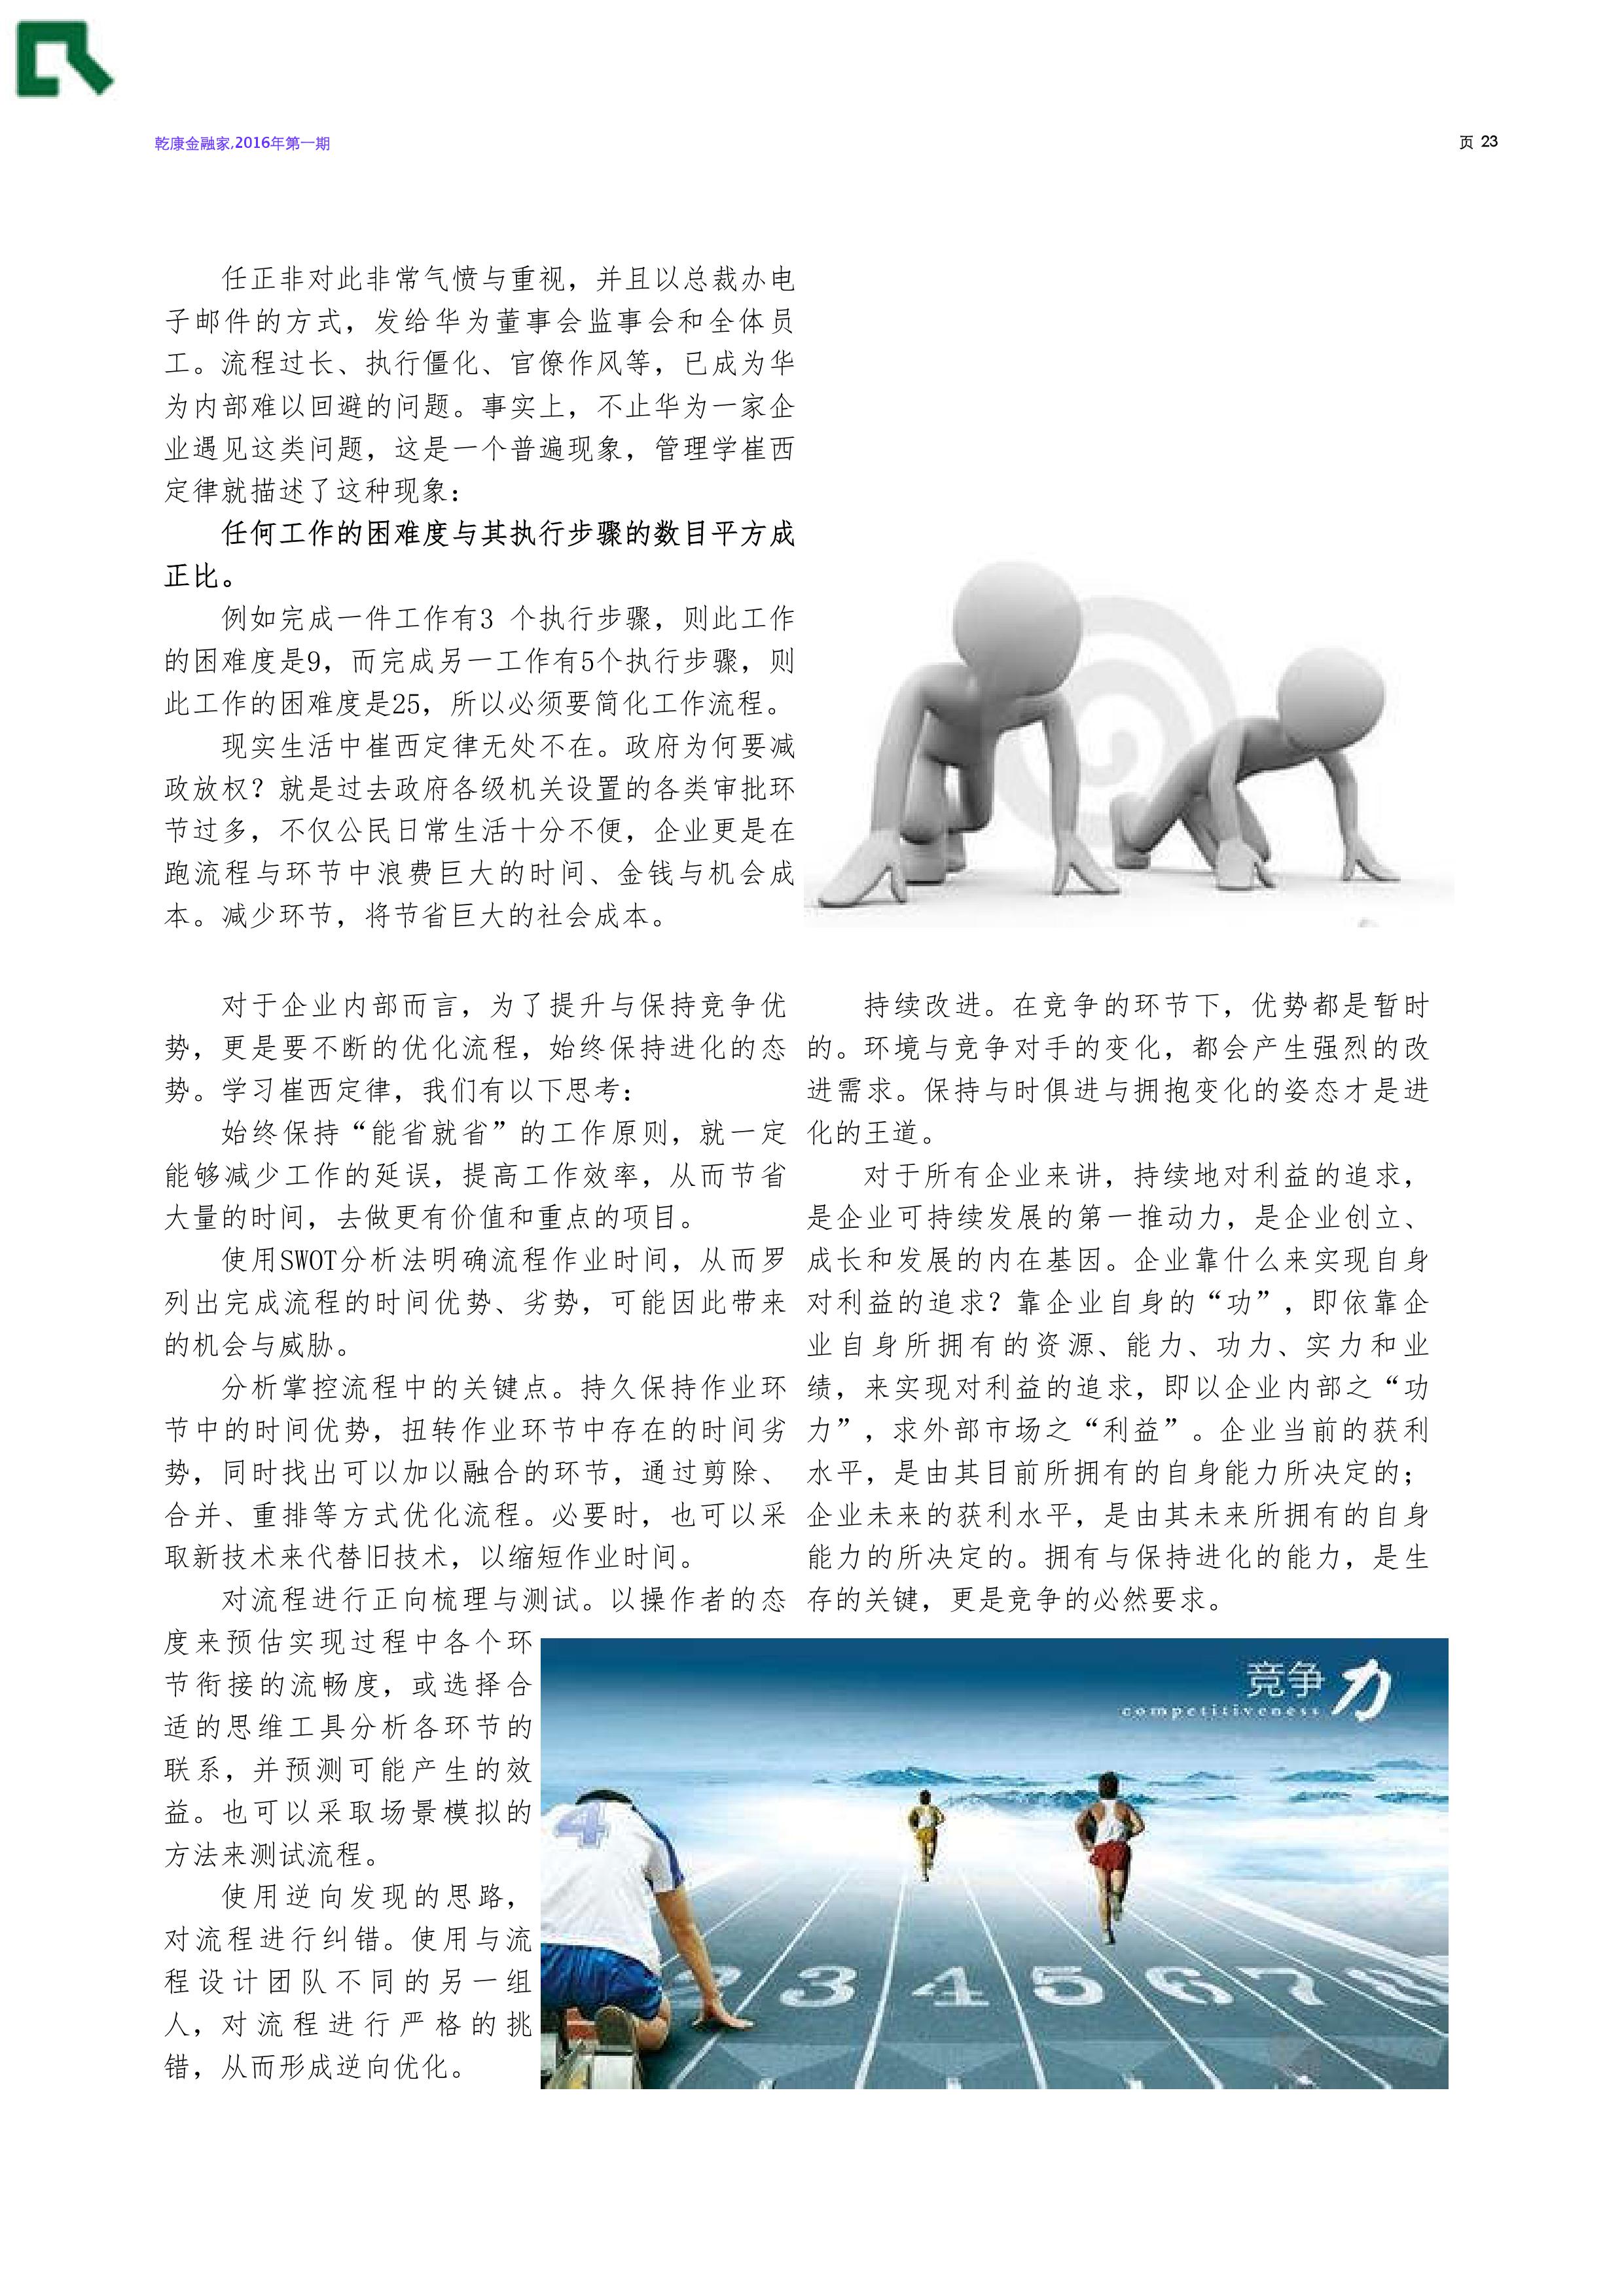 乾康金融家,2016年第一期
页 23
任正非对此非常气愤与重视，并且以总裁办电
子邮件的方式，发给华为董事会监事会和全体员
工。流程过长、执行僵化、官僚作风等，已成为华
为内部难以回避的问题。事实上，不止华为一家企
业遇见这类问题，这是一个普遍现象，管理学崔西
定律就描述了这种现象：
任何工作的困难度与其执行步骤的数目平方成
正比。
例如完成一件工作有3 个执行步骤，则此工作
的困难度是9，而完成另一工作有5个执行步骤，则
此工作的困难度是25，所以必须要简化工作流程。
现实生活中崔西定律无处不在。政府为何要减
政放权？就是过去政府各级机关设置的各类审批环
节过多，不仅公民日常生活十分不便，企业更是在
跑流程与环节中浪费巨大的时间、金钱与机会成
本。减少环节，将节省巨大的社会成本。
对于企业内部而言，为了提升与保持竞争优
势，更是要不断的优化流程，始终保持进化的态
势。学习崔西定律，我们有以下思考：
始终保持“能省就省”的工作原则，就一定
能够减少工作的延误，提高工作效率，从而节省
大量的时间，去做更有价值和重点的项目。
使用SWOT分析法明确流程作业时间，从而罗
列出完成流程的时间优势、劣势，可能因此带来
的机会与威胁。
分析掌控流程中的关键点。持久保持作业环
节中的时间优势，扭转作业环节中存在的时间劣
势，同时找出可以加以融合的环节，通过剪除、
合并、重排等方式优化流程。必要时，也可以采
取新技术来代替旧技术，以缩短作业时间。
对流程进行正向梳理与测试。以操作者的态
度来预估实现过程中各个环
节衔接的流畅度，或选择合
适的思维工具分析各环节的
联系，并预测可能产生的效
益。也可以采取场景模拟的
方法来测试流程。
使用逆向发现的思路，
对流程进行纠错。使用与流
程设计团队不同的另一组
人，对流程进行严格的挑
错，从而形成逆向优化。
持续改进。在竞争的环节下，优势都是暂时
的。环境与竞争对手的变化，都会产生强烈的改
进需求。保持与时俱进与拥抱变化的姿态才是进
化的王道。
对于所有企业来讲，持续地对利益的追求，
是企业可持续发展的第一推动力，是企业创立、
成长和发展的内在基因。企业靠什么来实现自身
对利益的追求？靠企业自身的“功”，即依靠企
业自身所拥有的资源、能力、功力、实力和业
绩，来实现对利益的追求，即以企业内部之“功
力”，求外部市场之“利益”。企业当前的获利
水平，是由其目前所拥有的自身能力所决定的；
企业未来的获利水平，是由其未来所拥有的自身
能力的所决定的。拥有与保持进化的能力，是生
存的关键，更是竞争的必然要求。
竞争力
competitiveness
4
2 3 4 5 6 7 8